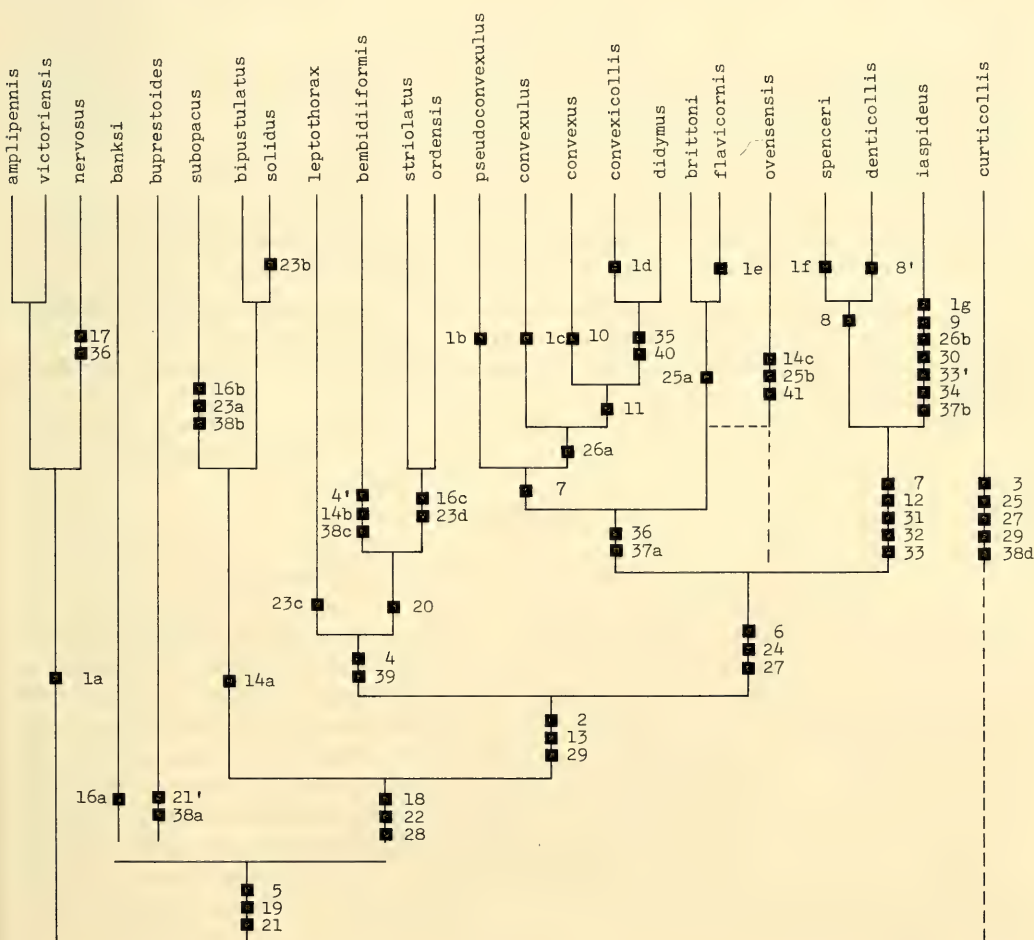 amplipennis
victoriensis
nervosus
banksi
buprestoides
subopacus
bipustulatus
solidus
leptothorax
bembidiiformis
striolatus
ordensis
pseudoconvexulus
convexulus
convexus
convexicollis
didymus
brittoni
flavicornis
ovensensis
spenceri
denticollis
iaspideus
curticollis
23b
1d
1e
1f
8'
17
36
1b
1c
10
35
40
8
1g
9
26b
30
33'
34
37b
16b
23a
38b
25a
14c
25b
41
11
26a
4'
14b
38c
16c
23d
7
7
12
31
32
33
3
25
27
29
38d
36
37a
23c
20
6
24
27
1a
14a
4
39
2
13
29
16a
21'
38a
18
22
28
5
19
21